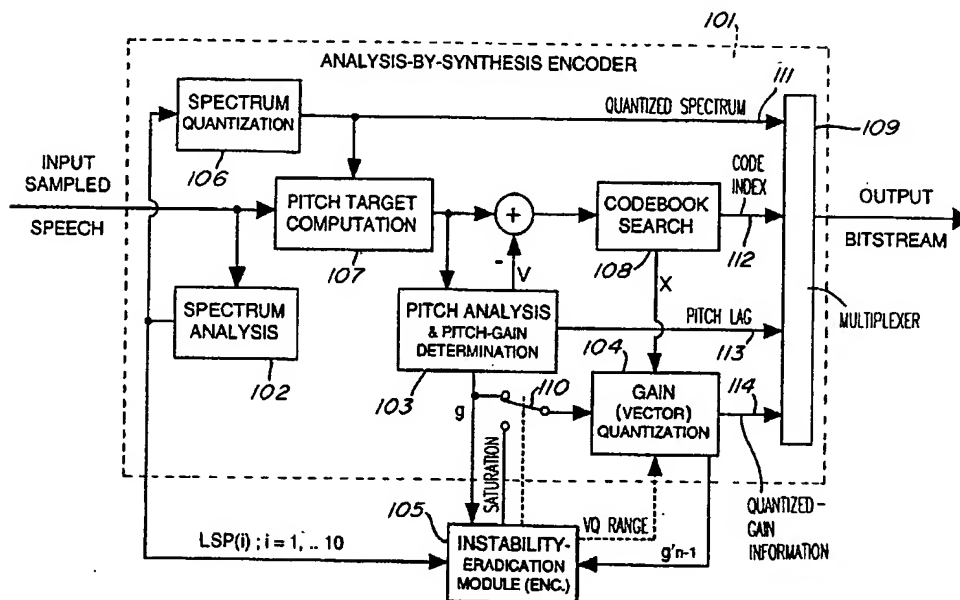 101
ANALYSIS-BY-SYNTHESIS ENCODER
111
SPECTRUM
QUANTIZATION
QUANTIZED SPECTRUM
109
106
INPUT
SAMPLED
SPEECH
PITCH TARGET
COMPUTATION
107
+
-
V
CODEBOOK
SEARCH
108
X
CODE
INDEX
112
OUTPUT
BITSTREAM
SPECTRUM
ANALYSIS
102
PITCH ANALYSIS
& PITCH-GAIN
DETERMINATION
103
PITCH LAG
113
MULTIPLEXER
104
110
g
GAIN
(VECTOR)
QUANTIZATION
114
SATURATION
105
VQ RANGE
QUANTIZED-
GAIN
INFORMATION
LSP(i) ; i = 1, .. 10
INSTABILITY-
ERADICATION
MODULE (ENC.)
g'n-1